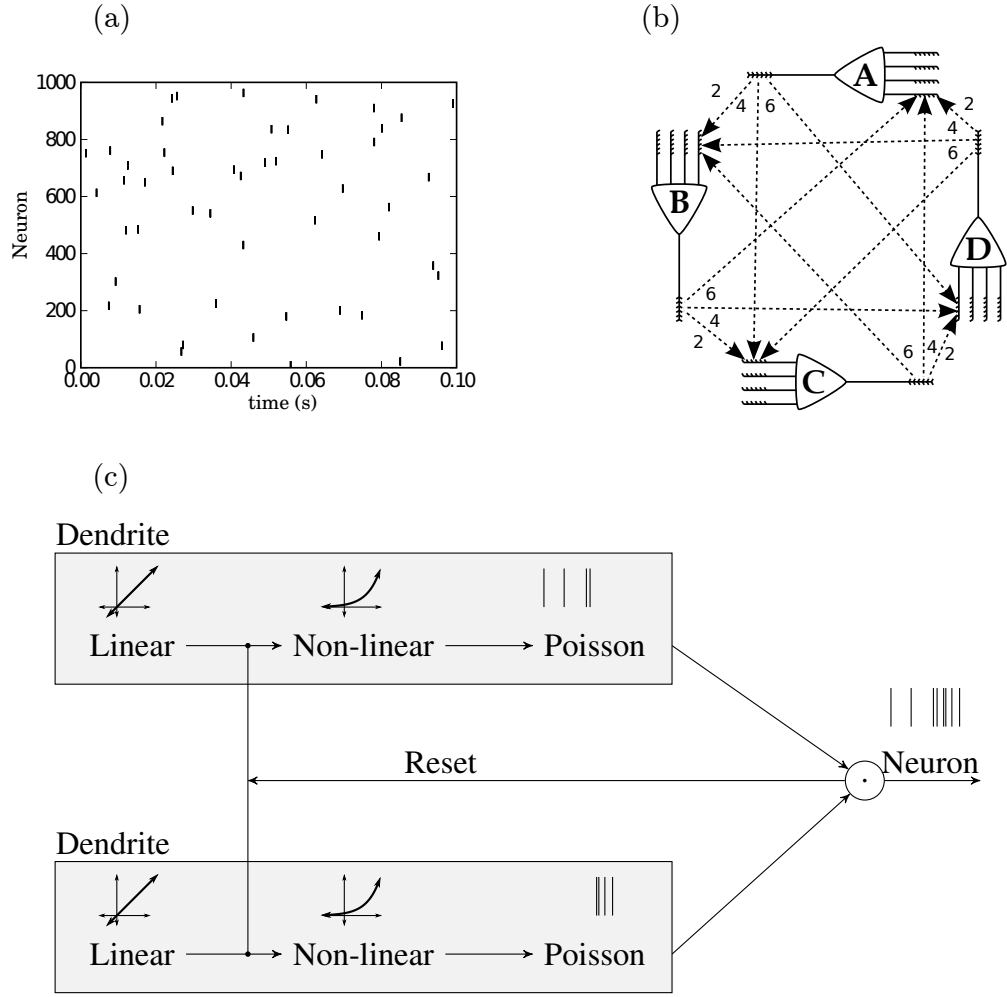 (a)
1000
800
600
400
200
0
Neuron
0.00 0.02 0.04 0.06 0.08 0.10
time (s)
(b)
A
B
C
D
2 4 6
2
4
6
6
4
2
6 4 2
(c)
Dendrite
Linear Non-linear Poisson
Reset
Neuron
Dendrite
Linear Non-linear Poisson